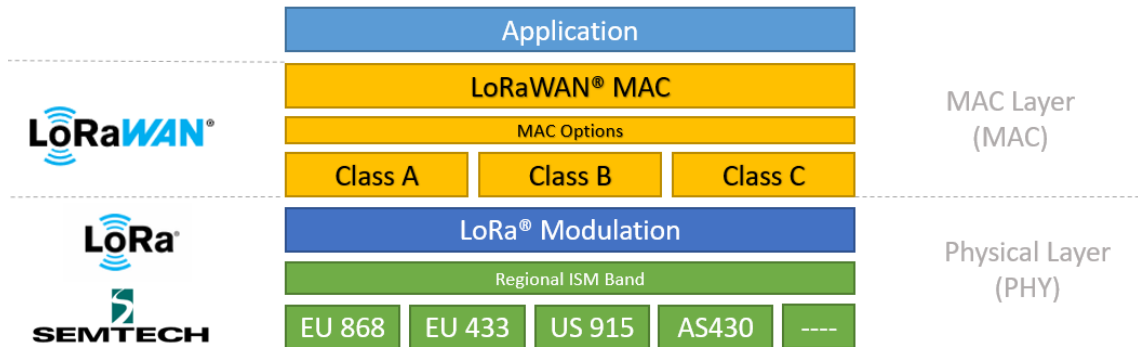 Application
LoRaWAN® MAC
MAC Layer
(MAC)
LoRaWAN®
MAC Options
Class A Class B Class C
LoRa® Modulation
LoRa®
Physical Layer
(PHY)
Regional ISM Band
SEMTECH
EU 868 EU 433 US 915 AS430 ----